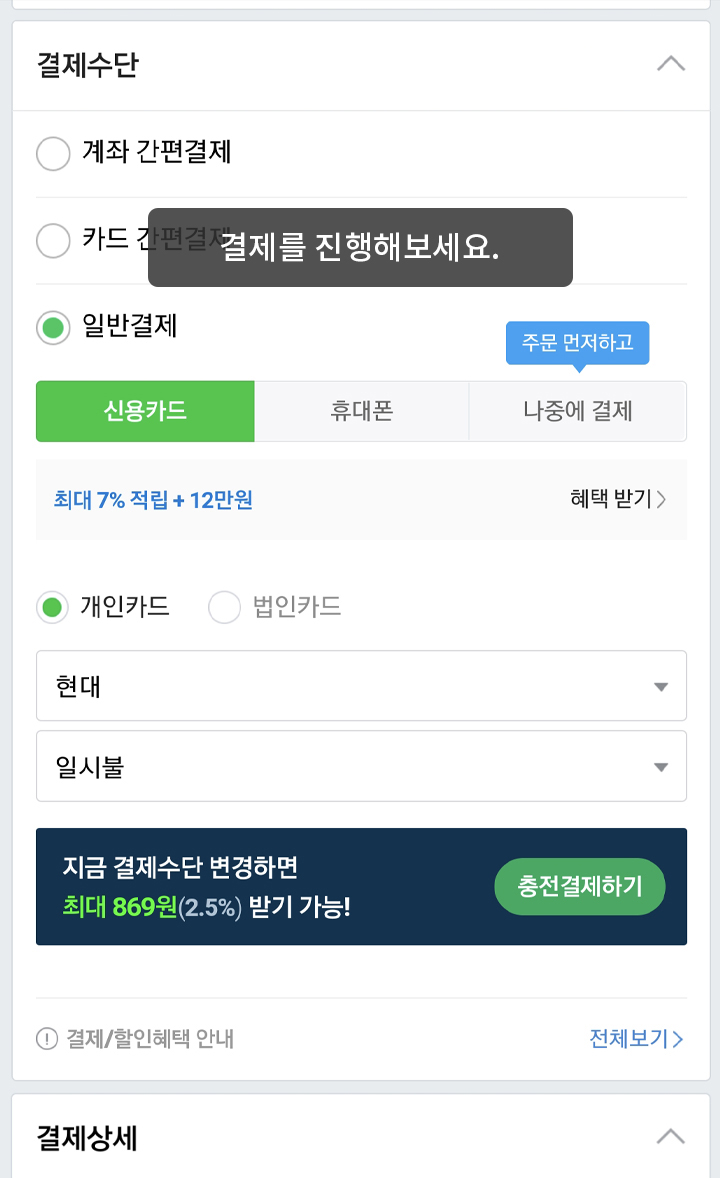 결제수단
계좌 간편결제
카드 간편결제
결제를 진행해보세요.
일반결제
주문 먼저하고
신용카드
휴대폰
나중에 결제
최대 7% 적립 + 12만원
혜택 받기
개인카드
법인카드
현대
일시불
지금 결제수단 변경하면
최대 869원(2.5%) 받기 가능!
충전결제하기
결제/할인혜택 안내
전체보기
결제상세